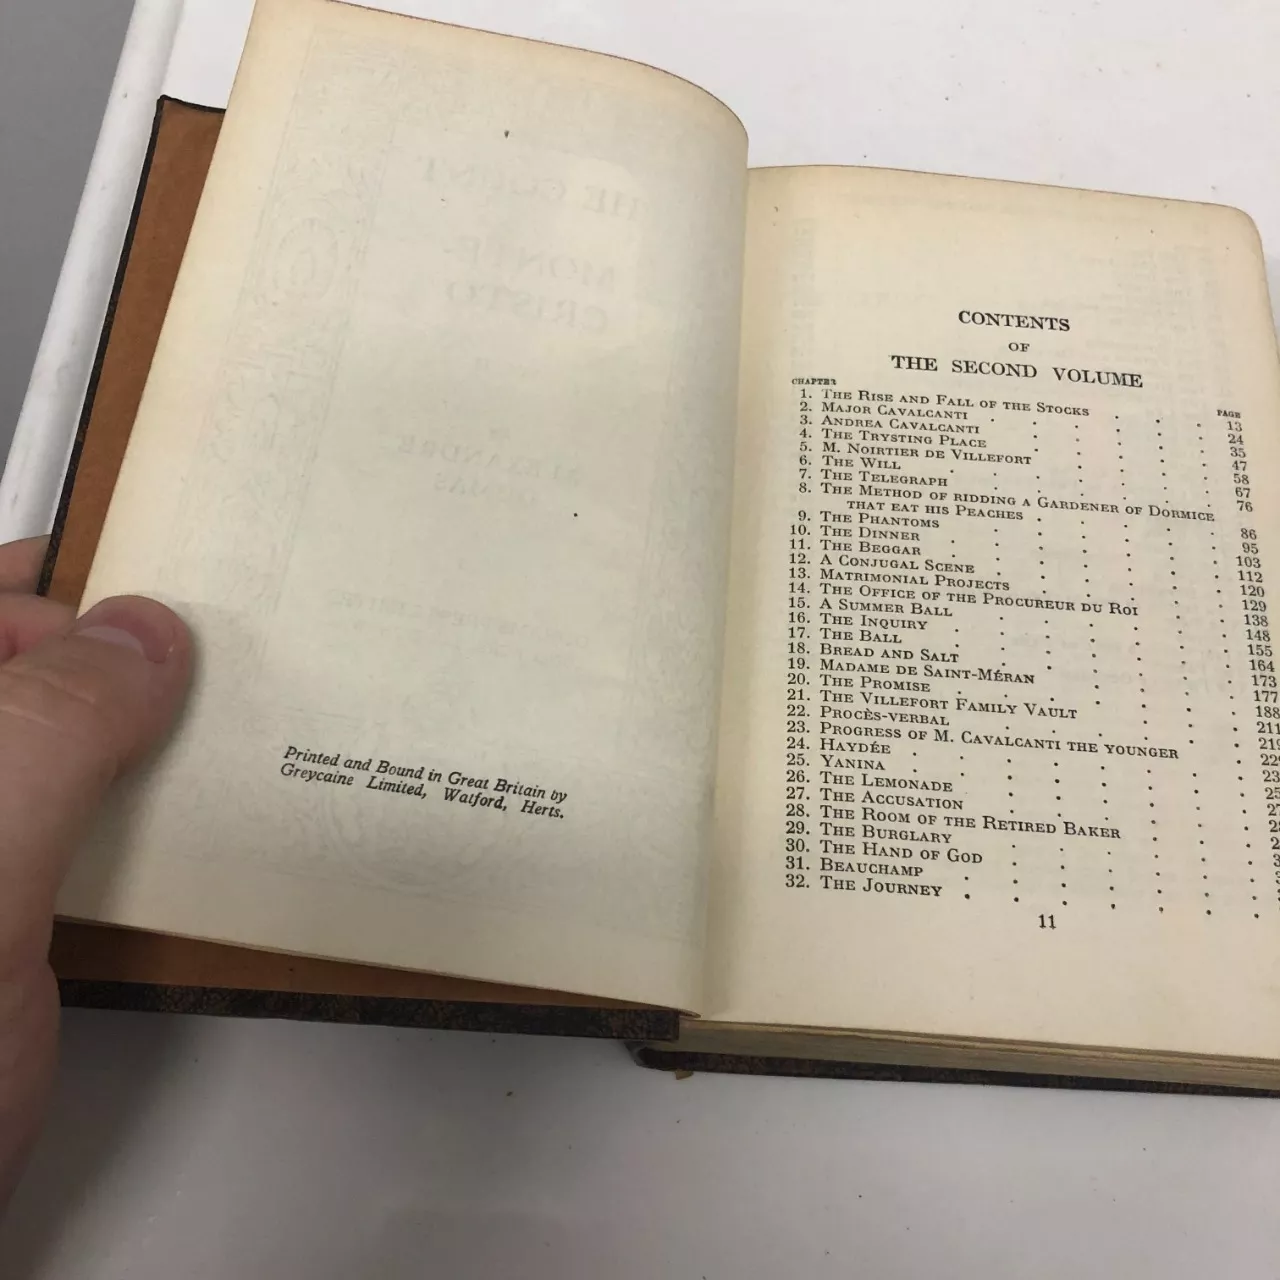 Printed and Bound in Great Britain by
Greycaine Limited, Watford, Herts.
CONTENTS
OF
THE SECOND VOLUME
CHAPTER PAGE
1. THE RISE AND FALL OF THE STOCKS . . . 13
2. MAJOR CAVALCANTI . . . . . 24
3. ANDREA CAVALCANTI . . . . 35
4. THE TRYSTING PLACE . . . . 47
5. M. NOIRTIER DE VILLEFORT . . . . 58
6. THE WILL . . . . . . 67
7. THE TELEGRAPH . . . . . 76
8. THE METHOD OF RIDDING A GARDENER OF DORMICE
THAT EAT HIS PEACHES . . . . . 86
9. THE PHANTOMS . . . . . 95
10. THE DINNER . . . . . . 103
11. THE BEGGAR . . . . . . 112
12. A CONJUGAL SCENE . . . . . 120
13. MATRIMONIAL PROJECTS . . . . . 129
14. THE OFFICE OF THE PROCUREUR DU ROI . . 138
15. A SUMMER BALL . . . . . 148
16. THE INQUIRY . . . . . . 155
17. THE BALL . . . . . . 164
18. BREAD AND SALT . . . . . 173
19. MADAME DE SAINT-MÉRAN . . . . 177
20. THE PROMISE . . . . . . 188
21. THE VILLEFORT FAMILY VAULT . . . 211
22. PROCÈS-VERBAL . . . . . 219
23. PROGRESS OF M. CAVALCANTI THE YOUNGER . .
24. HAYDÉE . . . . . . .
25. YANINA . . . . . . .
26. THE LEMONADE . . . . .
27. THE ACCUSATION . . . . .
28. THE ROOM OF THE RETIRED BAKER . . .
29. THE BURGLARY . . . . .
30. THE HAND OF GOD . . . . .
31. BEAUCHAMP . . . . . .
32. THE JOURNEY . . . . . .
11